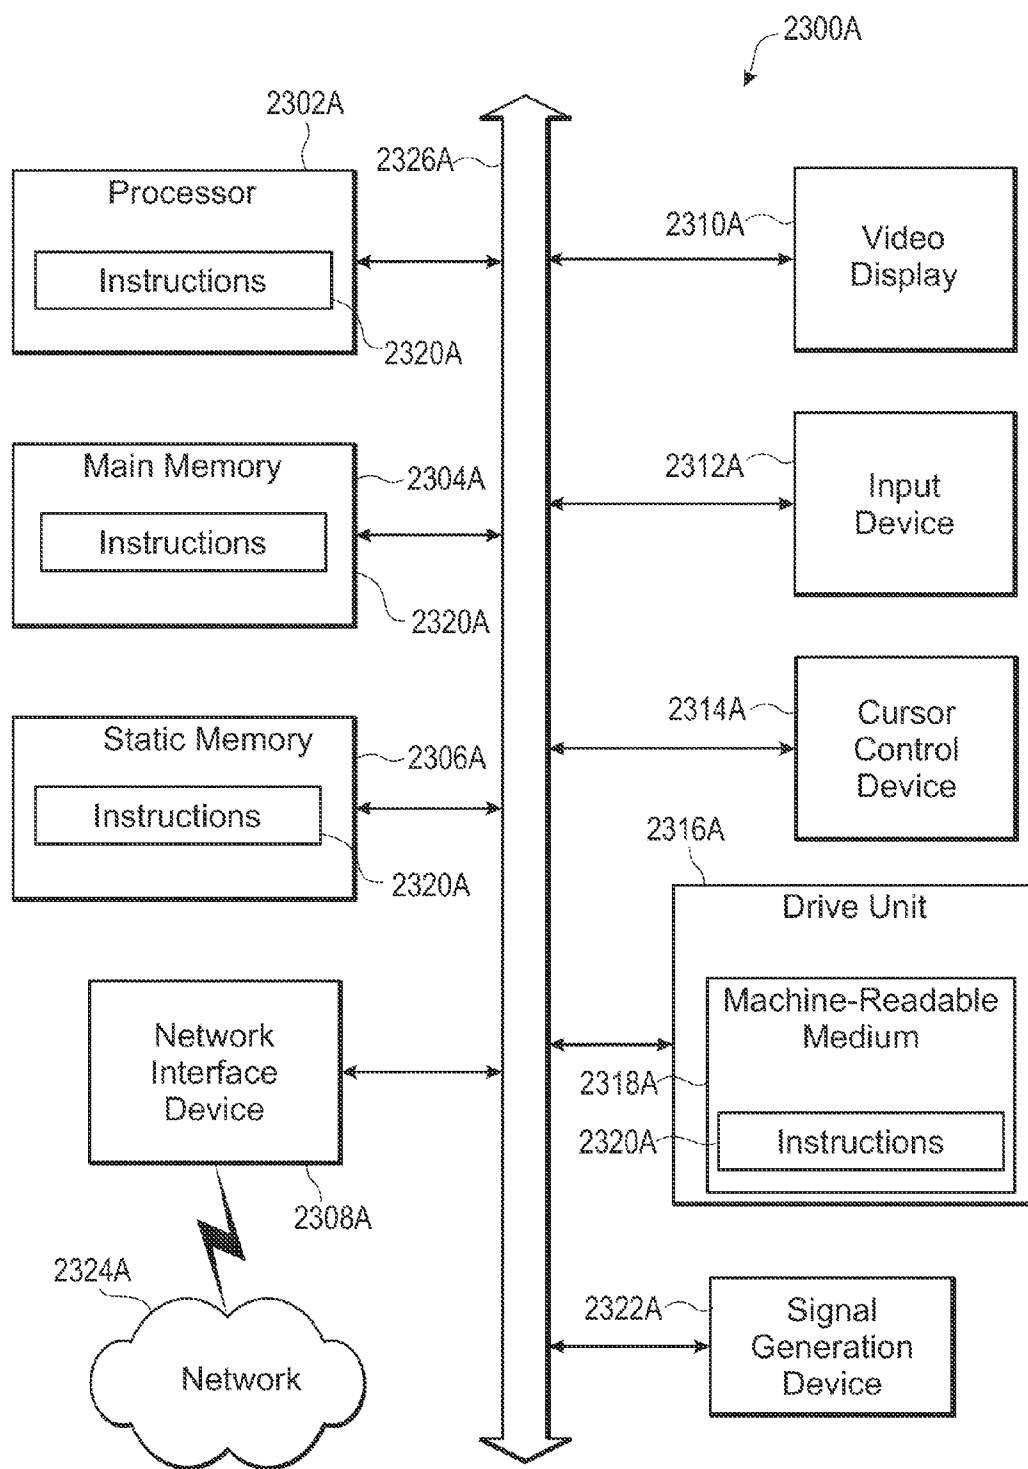 2300A
2302A
Processor
Instructions
2320A
2326A
2310A
Video
Display
Main Memory
2304A
Instructions
2320A
2312A
Input
Device
Static Memory
2306A
Instructions
2320A
2314A
Cursor
Control
Device
2316A
Drive Unit
Machine-Readable
Medium
2318A
2320A
Instructions
Network
Interface
Device
2308A
2324A
Network
2322A
Signal
Generation
Device